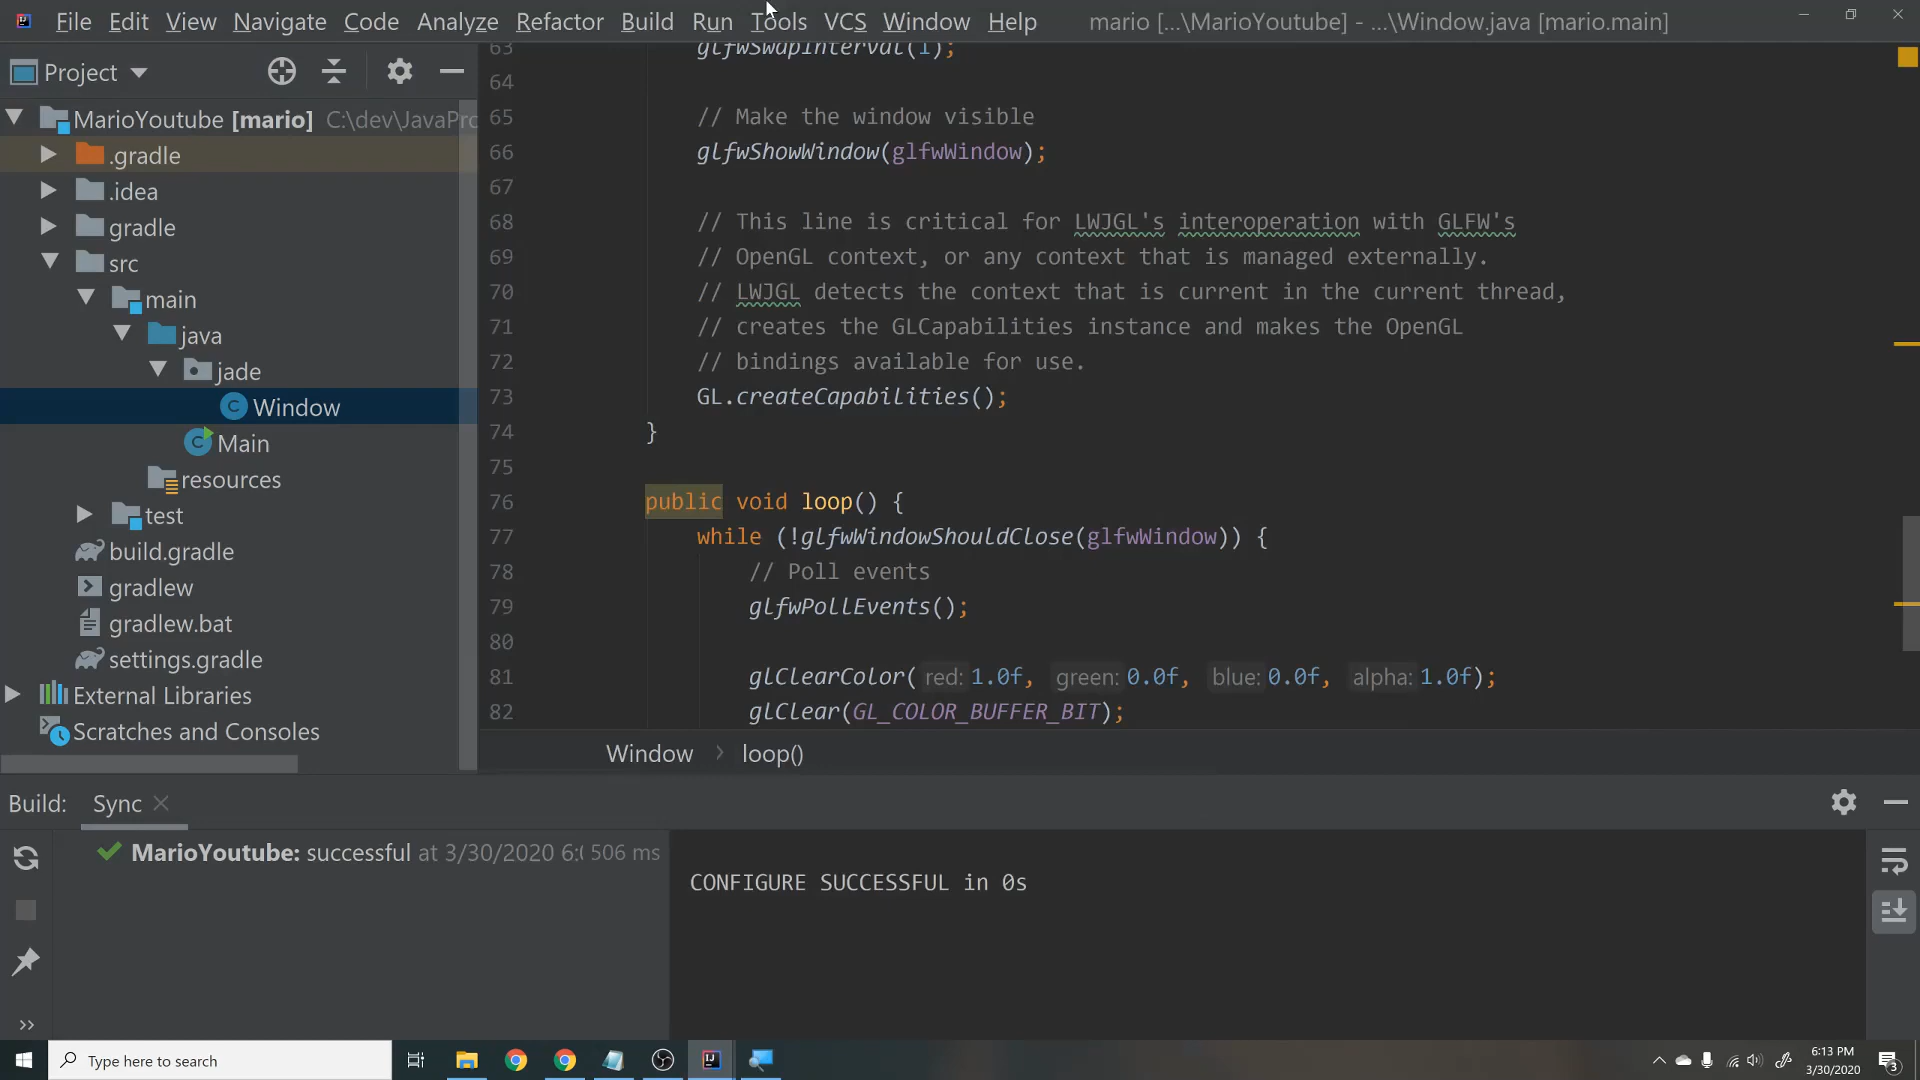 File Edit View Navigate Code Analyze Refactor Build Run Tools VCS Window Help mario [...\MarioYoutube] - ...\Window.java [mario.main]
Project
MarioYoutube [mario] C:\dev\JavaPro
.gradle
.idea
gradle
src
main
java
jade
Window
Main
resources
test
build.gradle
gradlew
gradlew.bat
settings.gradle
External Libraries
Scratches and Consoles
63 glfwSwapInterval(1);
64
65 // Make the window visible
66 glfwShowWindow(glfwWindow);
67
68 // This line is critical for LWJGL's interoperation with GLFW's
69 // OpenGL context, or any context that is managed externally.
70 // LWJGL detects the context that is current in the current thread,
71 // creates the GLCapabilities instance and makes the OpenGL
72 // bindings available for use.
73 GL.createCapabilities();
74 }
75
76 public void loop() {
77 while (!glfwWindowShouldClose(glfwWindow)) {
78 // Poll events
79 glfwPollEvents();
80
81 glClearColor( red: 1.0f, green: 0.0f, blue: 0.0f, alpha: 1.0f);
82 glClear(GL_COLOR_BUFFER_BIT);
Window > loop()
Build: Sync
MarioYoutube: successful at 3/30/2020 6:0 506 ms
CONFIGURE SUCCESSFUL in 0s
Type here to search
6:13 PM
3/30/2020
3